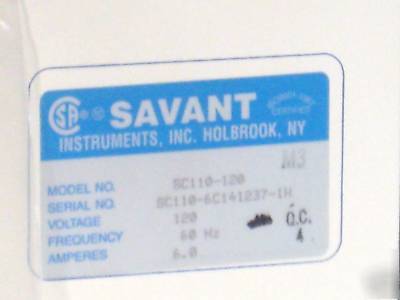 SA ® SAVANT
INSTRUMENTS, INC. HOLBROOK, NY
M3
MODEL NO. SC110-120
SERIAL NO. SC110-6C141237-1H
VOLTAGE 120
FREQUENCY 60 Hz
AMPERES 6.0
Q.C.
4